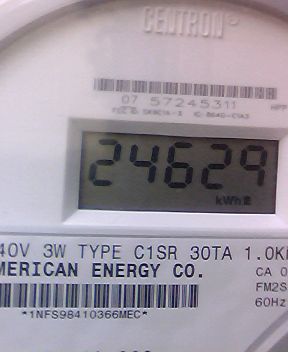 CENTRON
07 57245311
24629
kWh
40V 3W TYPE C1SR 30TA 1.0K
MERICAN ENERGY CO.
CA 0
FM2S
60Hz
*1NFS98410366MEC*